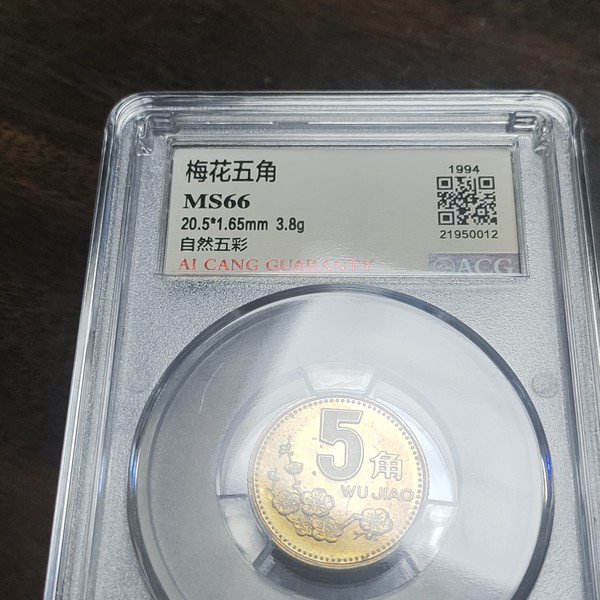 梅花五角
1994
MS66
20.5*1.65mm 3.8g
21950012
自然五彩
AI CANG GUARANTY
ACG
5角
WU JIAO